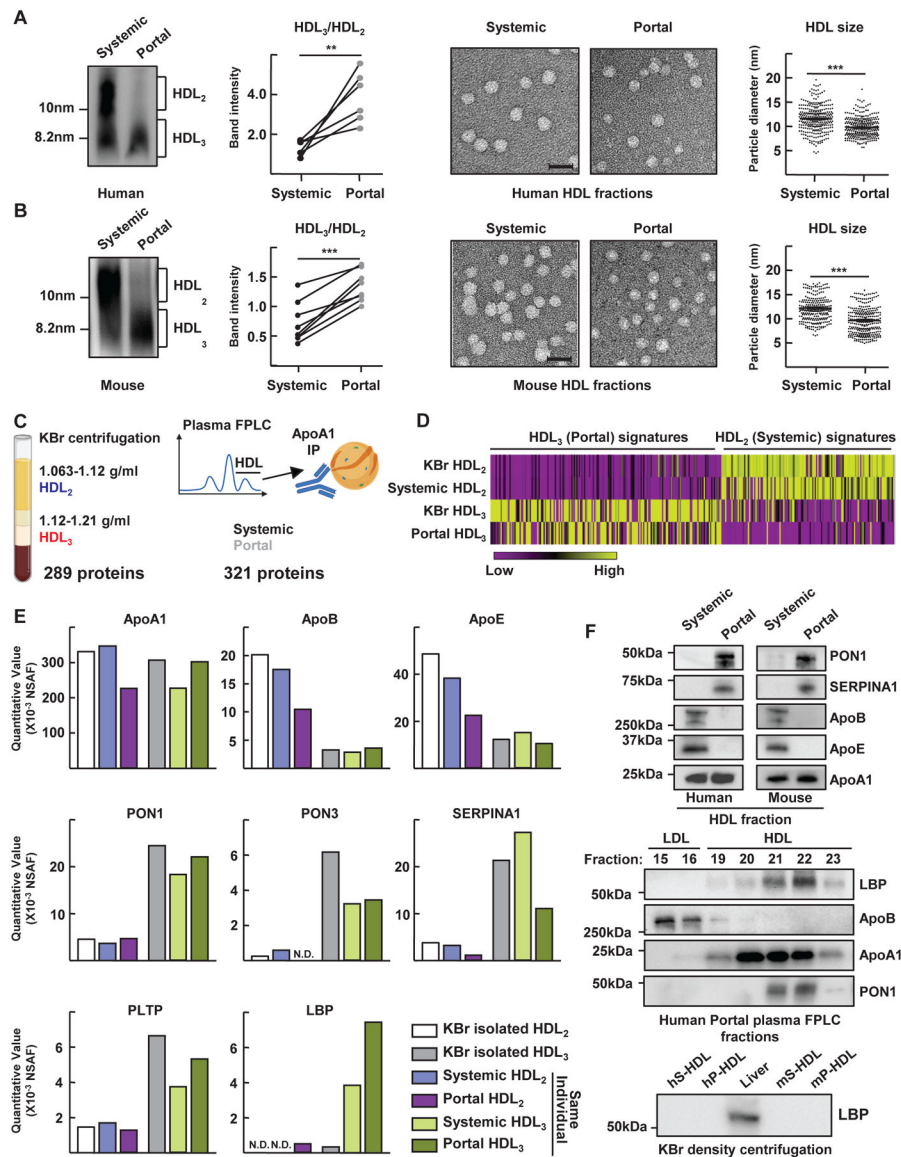 A
Systemic
Portal
10nm
8.2nm
HDL2
HDL3
Human
HDL3/HDL2
**
Band intensity
4.0
2.0
Systemic Portal
Systemic Portal
Human HDL fractions
HDL size
***
Particle diameter (nm)
20
15
10
5
Systemic Portal
B
Systemic
Portal
10nm
8.2nm
HDL
2
HDL
3
Mouse
HDL3/HDL2
***
Band intensity
1.5
1.0
0.5
Systemic Portal
Systemic Portal
Mouse HDL fractions
HDL size
***
Particle diameter (nm)
20
15
10
5
Systemic Portal
C
KBr centrifugation
1.063-1.12 g/ml
HDL2
1.12-1.21 g/ml
HDL3
289 proteins
Plasma FPLC
HDL
ApoA1
IP
Systemic
Portal
321 proteins
D
HDL3 (Portal) signatures HDL2 (Systemic) signatures
KBr HDL2
Systemic HDL2
KBr HDL3
Portal HDL3
Low High
E
ApoA1
Quantitative Value
(X10-3 NSAF)
300
200
100
ApoB
20
15
10
5
ApoE
40
20
PON1
Quantitative Value
(X10-3 NSAF)
20
10
PON3
6
4
2
N.D.
SERPINA1
20
10
PLTP
Quantitative Value
(X10-3 NSAF)
6
4
2
LBP
6
4
2
N.D. N.D.
KBr isolated HDL2
KBr isolated HDL3
Systemic HDL2
Portal HDL2
Systemic HDL3
Portal HDL3
Same
Individual
F
Systemic
Portal
Systemic
Portal
50kDa PON1
75kDa SERPINA1
250kDa ApoB
37kDa ApoE
25kDa ApoA1
Human Mouse
HDL fraction
LDL HDL
Fraction: 15 16 19 20 21 22 23
50kDa LBP
250kDa ApoB
25kDa ApoA1
50kDa PON1
Human Portal plasma FPLC
fractions
hS-HDL
hP-HDL
Liver
mS-HDL
mP-HDL
50kDa LBP
KBr density centrifugation